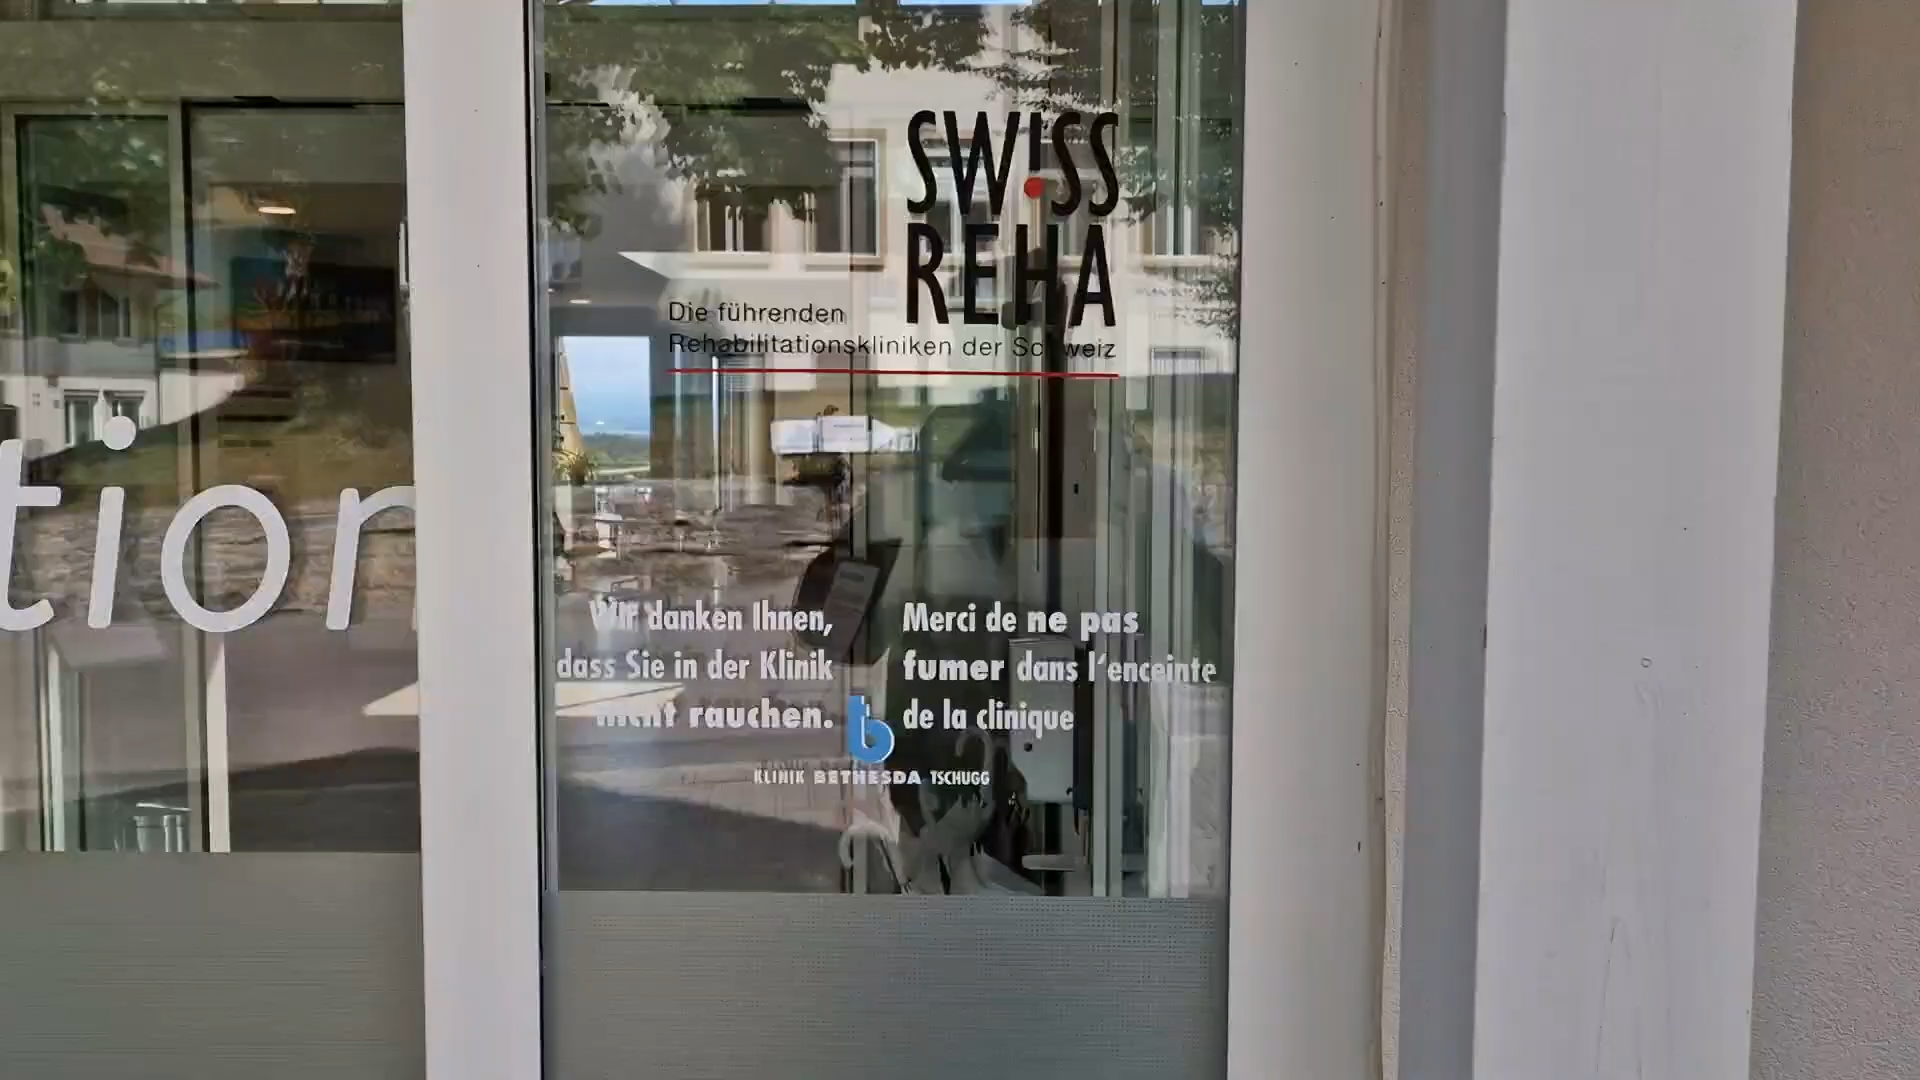 SWISS
REHA
Die führenden
Rehabilitationskliniken der Schweiz
tion
Wir danken Ihnen,
dass Sie in der Klinik
nicht rauchen.
Merci de ne pas
fumer dans l'enceinte
de la clinique
b
KLINIK BETHESDA TSCHUGG